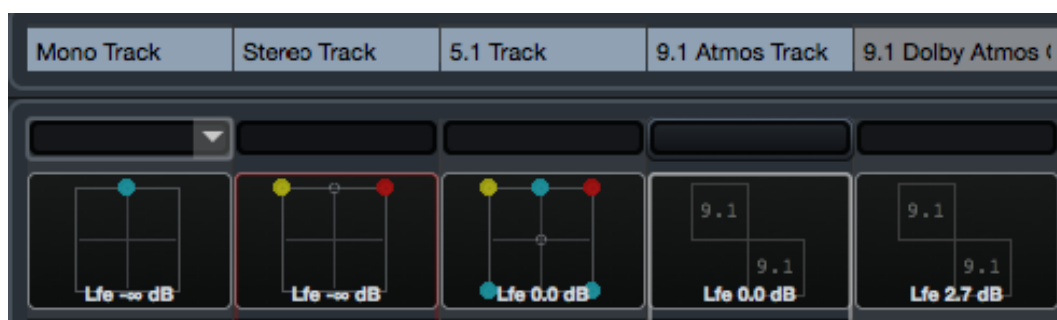 Mono Track
Stereo Track
5.1 Track
9.1 Atmos Track
9.1 Dolby Atmos
9.1
9.1
9.1
9.1
Lfe -∞ dB
Lfe -∞ dB
Lfe 0.0 dB
Lfe 0.0 dB
Lfe 2.7 dB